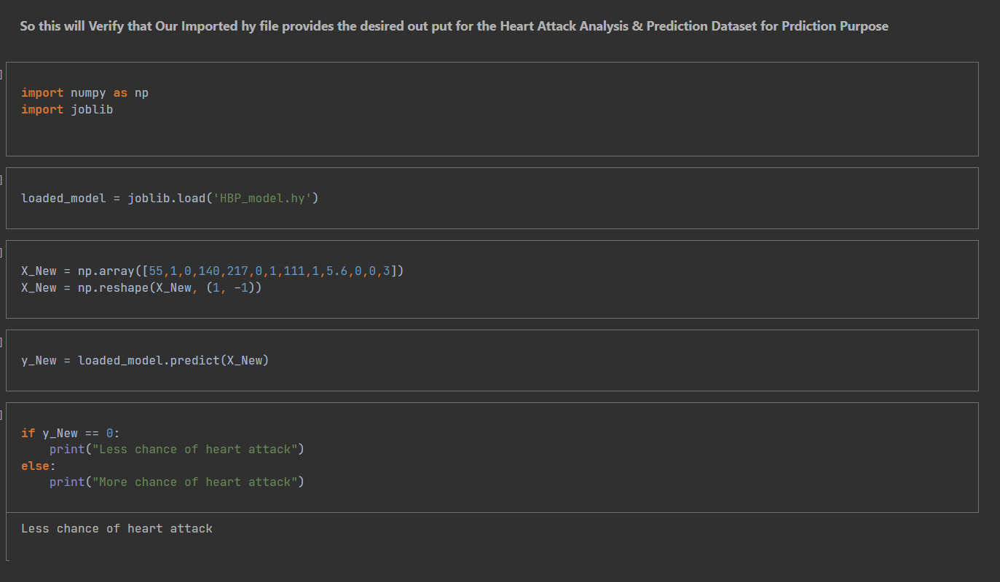 So this will Verify that Our Imported hy file provides the desired out put for the Heart Attack Analysis & Prediction Dataset for Prdiction Purpose
]
import numpy as np
import joblib
]
loaded_model = joblib.load('HBP_model.hy')
]
X_New = np.array([55,1,0,140,217,0,1,111,1,5.6,0,0,3])
X_New = np.reshape(X_New, (1, -1))
]
y_New = loaded_model.predict(X_New)
]
if y_New == 0:
    print("Less chance of heart attack")
else:
    print("More chance of heart attack")
Less chance of heart attack